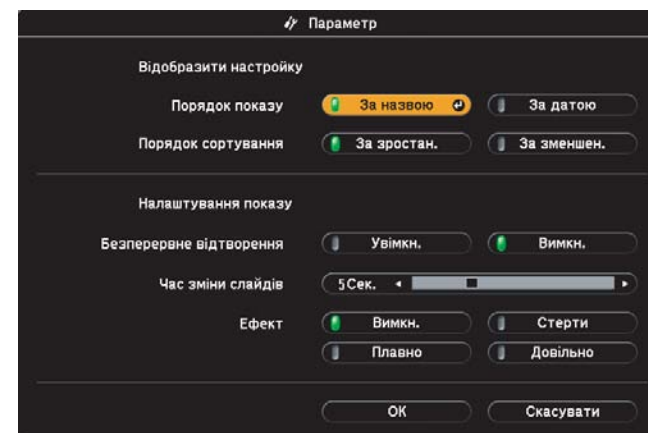 Параметр
Відобразити настройку
Порядок показу За назвою За датою
Порядок сортування За зростан. За зменшен.
Налаштування показу
Безперервне відтворення Увімкн. Вимкн.
Час зміни слайдів 5Сек.
Ефект Вимкн. Стерти
Плавно Довільно
ОК Скасувати